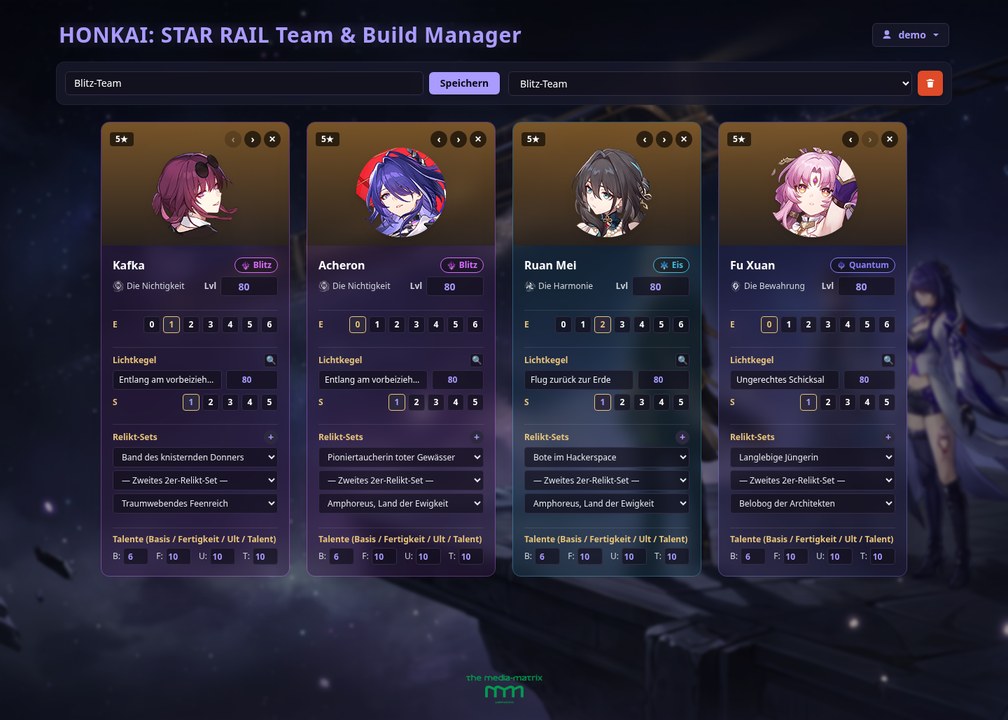 HONKAI: STAR RAIL Team & Build Manager
demo
Blitz-Team
Speichern
Blitz-Team
5★
Kafka
Blitz
Die Nichtigkeit
Lvl
80
E
0 1 2 3 4 5 6
Lichtkegel
Entlang am vorbeizieh...
80
S
1 2 3 4 5
Relikt-Sets
+
Band des knisternden Donners
— Zweites 2er-Relikt-Set —
Traumwebendes Feenreich
Talente (Basis / Fertigkeit / Ult / Talent)
B: 6 F: 10 U: 10 T: 10
5★
Acheron
Blitz
Die Nichtigkeit
Lvl
80
E
0 1 2 3 4 5 6
Lichtkegel
Entlang am vorbeizieh...
80
S
1 2 3 4 5
Relikt-Sets
+
Pioniertaucherin toter Gewässer
— Zweites 2er-Relikt-Set —
Amphoreus, Land der Ewigkeit
Talente (Basis / Fertigkeit / Ult / Talent)
B: 6 F: 10 U: 10 T: 10
5★
Ruan Mei
Eis
Die Harmonie
Lvl
80
E
0 1 2 3 4 5 6
Lichtkegel
Flug zurück zur Erde
80
S
1 2 3 4 5
Relikt-Sets
+
Bote im Hackerspace
— Zweites 2er-Relikt-Set —
Amphoreus, Land der Ewigkeit
Talente (Basis / Fertigkeit / Ult / Talent)
B: 6 F: 10 U: 10 T: 10
5★
Fu Xuan
Quantum
Die Bewahrung
Lvl
80
E
0 1 2 3 4 5 6
Lichtkegel
Ungerechtes Schicksal
80
S
1 2 3 4 5
Relikt-Sets
+
Langlebige Jüngerin
— Zweites 2er-Relikt-Set —
Belobog der Architekten
Talente (Basis / Fertigkeit / Ult / Talent)
B: 6 F: 10 U: 10 T: 10
the media-matrix